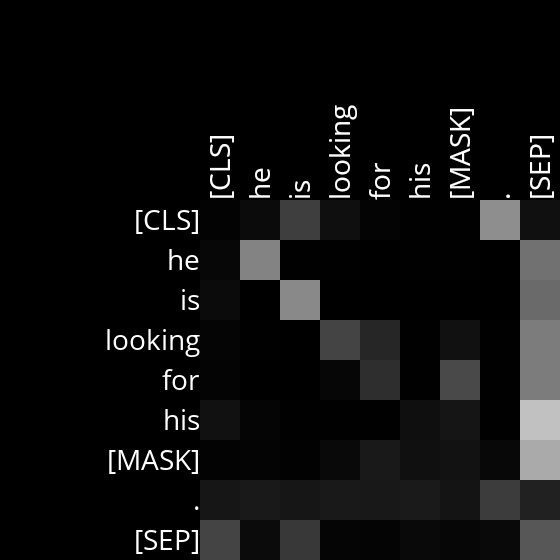 [CLS] he is looking for his [MASK] . [SEP]
[CLS]
he
is
looking
for
his
[MASK]
.
[SEP]